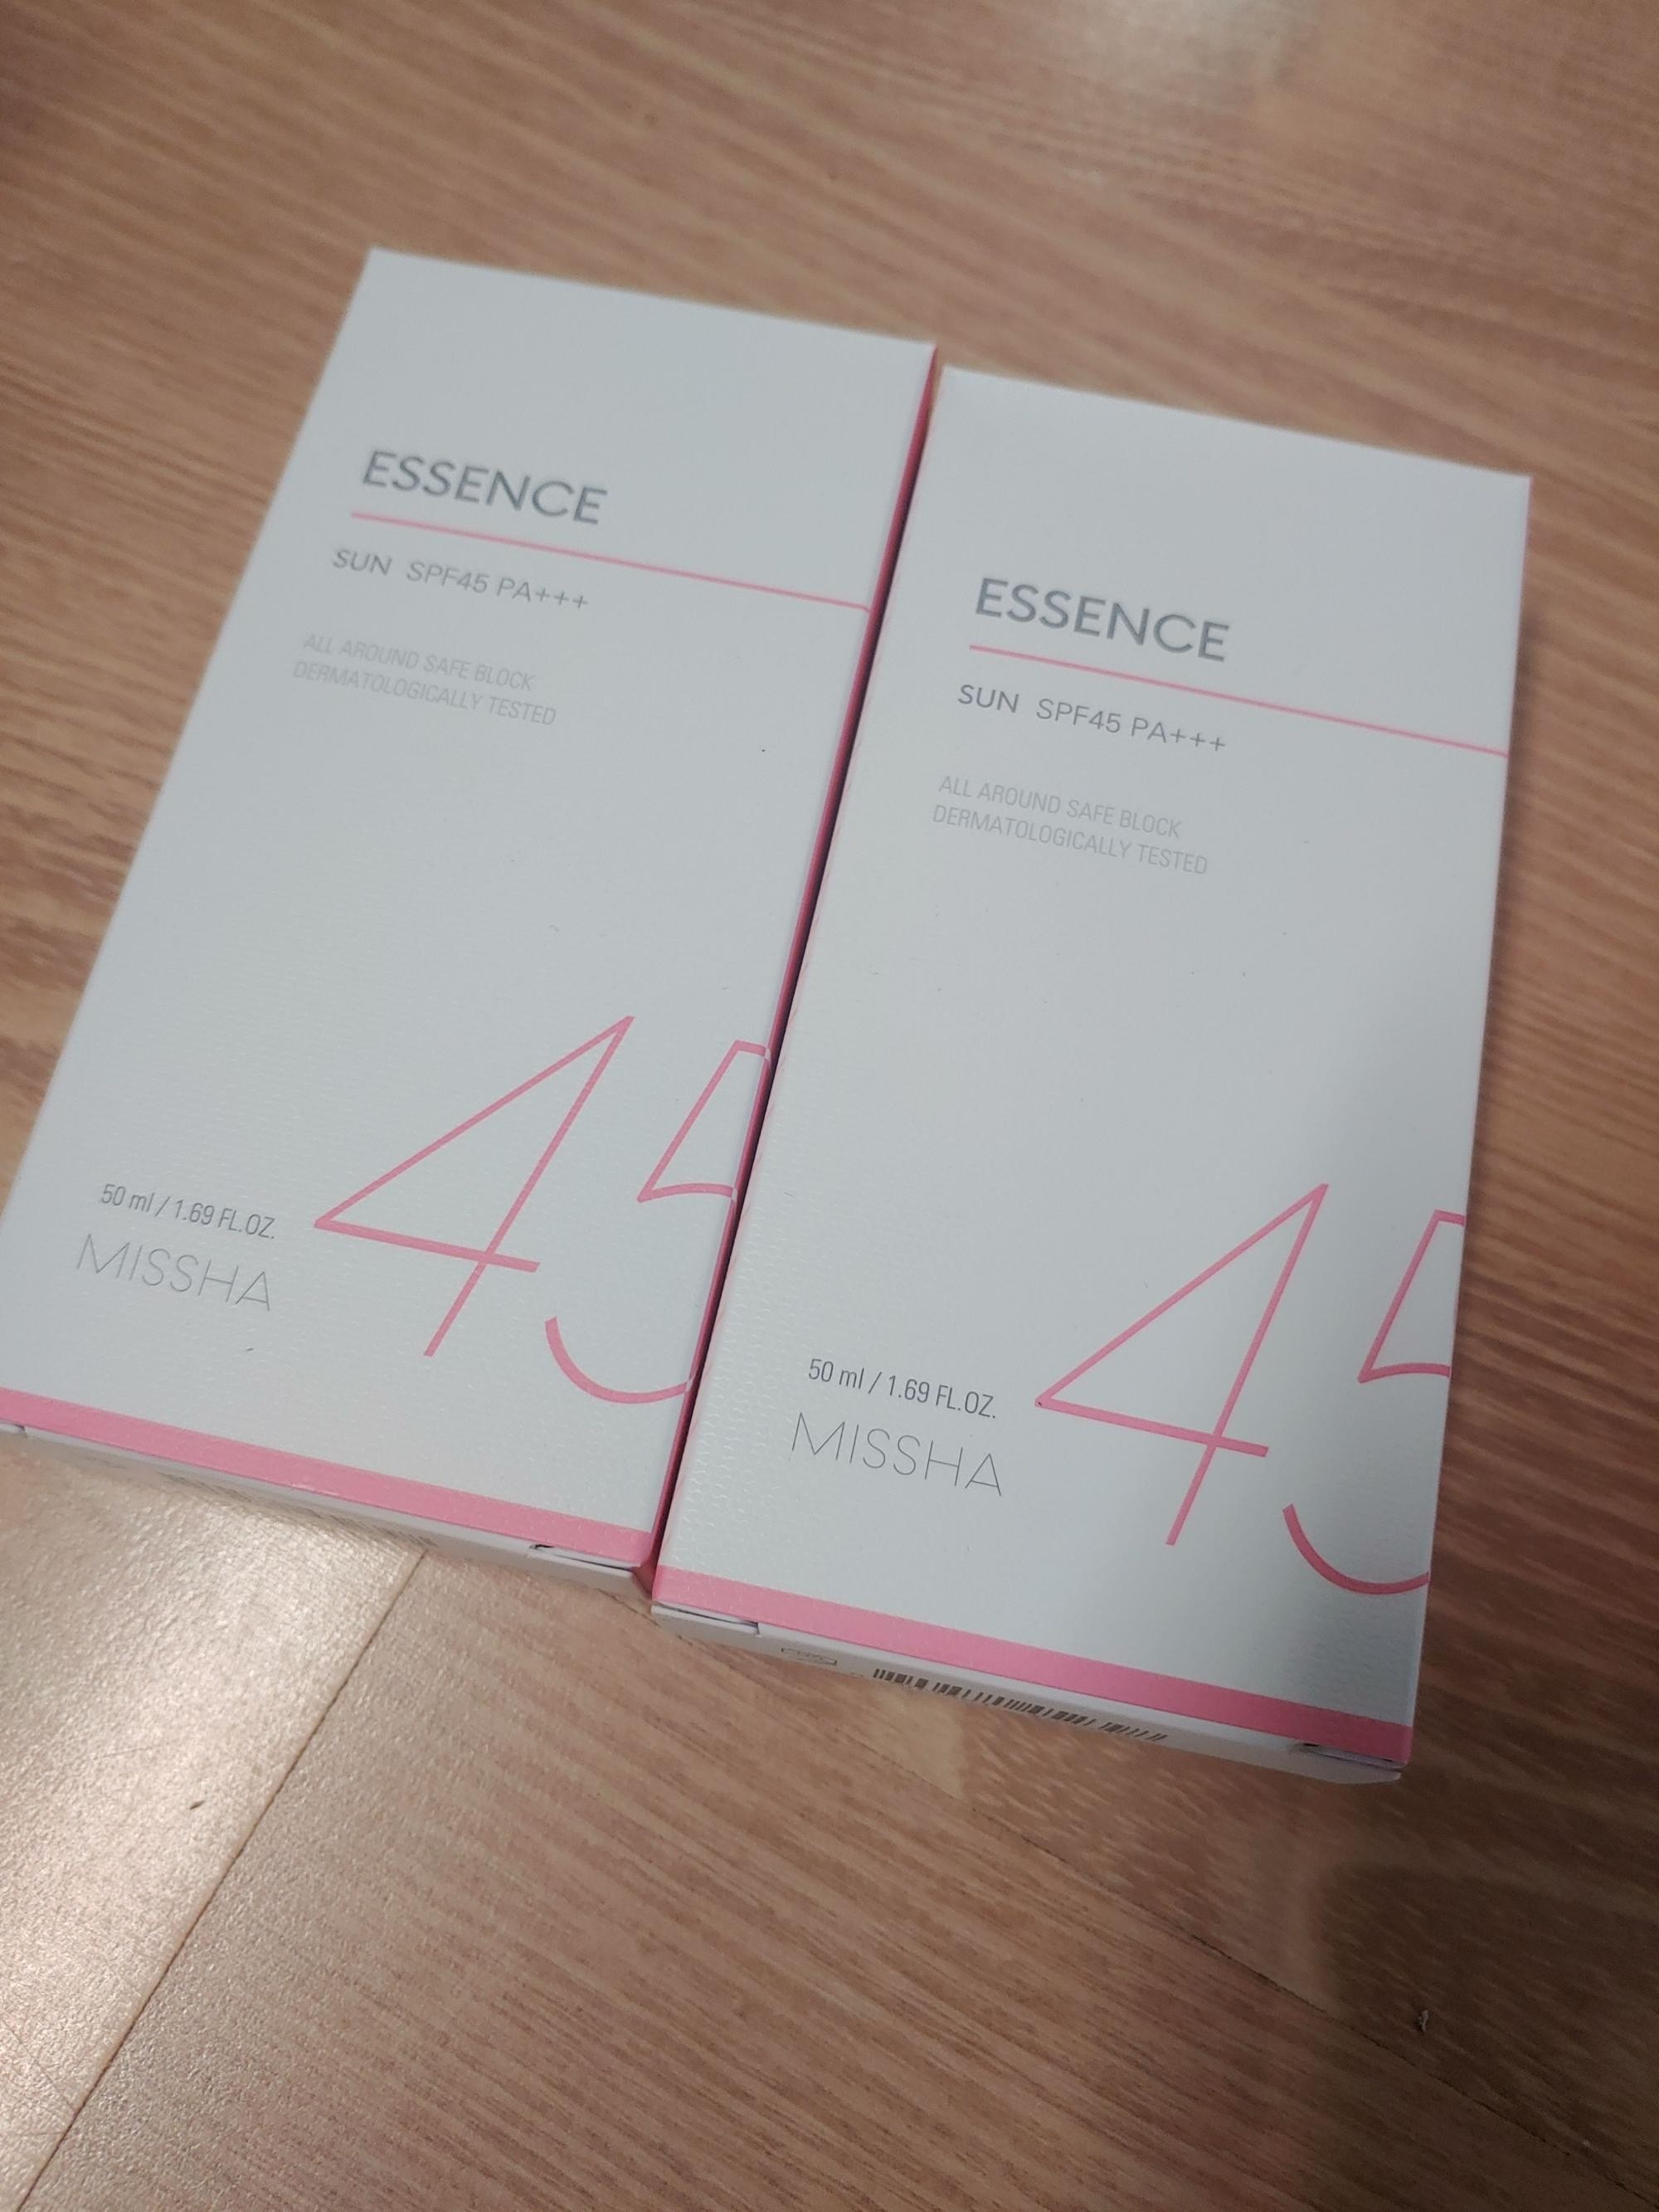 ESSENCE
SUN SPF45 PA+++
ALL AROUND SAFE BLOCK
DERMATOLOGICALLY TESTED
45
50 ml / 1.69 FL.OZ.
MISSHA
ESSENCE
SUN SPF45 PA+++
ALL AROUND SAFE BLOCK
DERMATOLOGICALLY TESTED
45
50 ml / 1.69 FL.OZ.
MISSHA